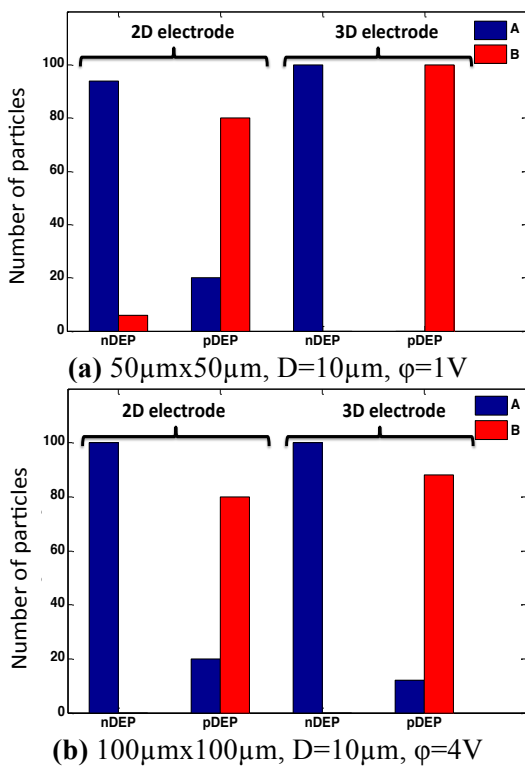 2D electrode 3D electrode
A
B
Number of particles
100
80
60
40
20
0
nDEP pDEP nDEP pDEP
(a) 50µmx50µm, D=10µm, φ=1V
2D electrode 3D electrode
A
B
Number of particles
100
80
60
40
20
0
nDEP pDEP nDEP pDEP
(b) 100µmx100µm, D=10µm, φ=4V